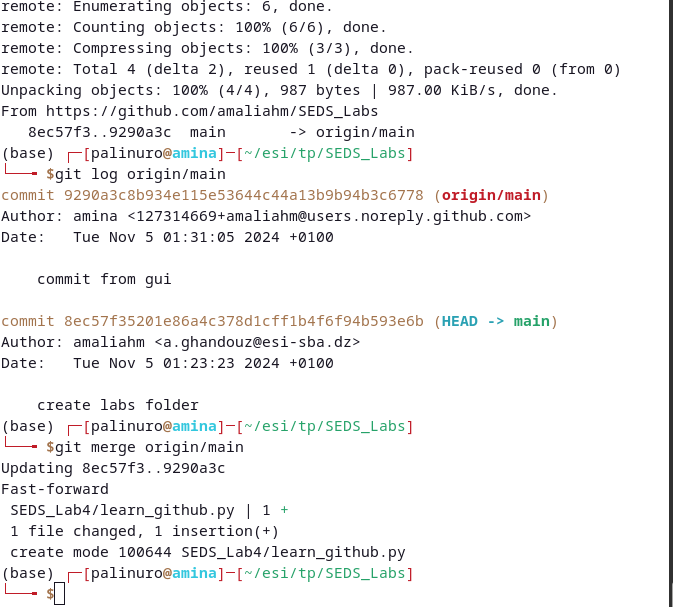 remote: Enumerating objects: 6, done.
remote: Counting objects: 100% (6/6), done.
remote: Compressing objects: 100% (3/3), done.
remote: Total 4 (delta 2), reused 1 (delta 0), pack-reused 0 (from 0)
Unpacking objects: 100% (4/4), 987 bytes | 987.00 KiB/s, done.
From https://github.com/amaliahm/SEDS_Labs
   8ec57f3..9290a3c  main       -> origin/main
(base) ┌─[palinuro@amina]─[~/esi/tp/SEDS_Labs]
└──╼ $git log origin/main
commit 9290a3c8b934e115e53644c44a13b9b94b3c6778 (origin/main)
Author: amina <127314669+amaliahm@users.noreply.github.com>
Date:   Tue Nov 5 01:31:05 2024 +0100

    commit from gui

commit 8ec57f35201e86a4c378d1cff1b4f6f94b593e6b (HEAD -> main)
Author: amaliahm <a.ghandouz@esi-sba.dz>
Date:   Tue Nov 5 01:23:23 2024 +0100

    create labs folder
(base) ┌─[palinuro@amina]─[~/esi/tp/SEDS_Labs]
└──╼ $git merge origin/main
Updating 8ec57f3..9290a3c
Fast-forward
 SEDS_Lab4/learn_github.py | 1 +
 1 file changed, 1 insertion(+)
 create mode 100644 SEDS_Lab4/learn_github.py
(base) ┌─[palinuro@amina]─[~/esi/tp/SEDS_Labs]
└──╼ $